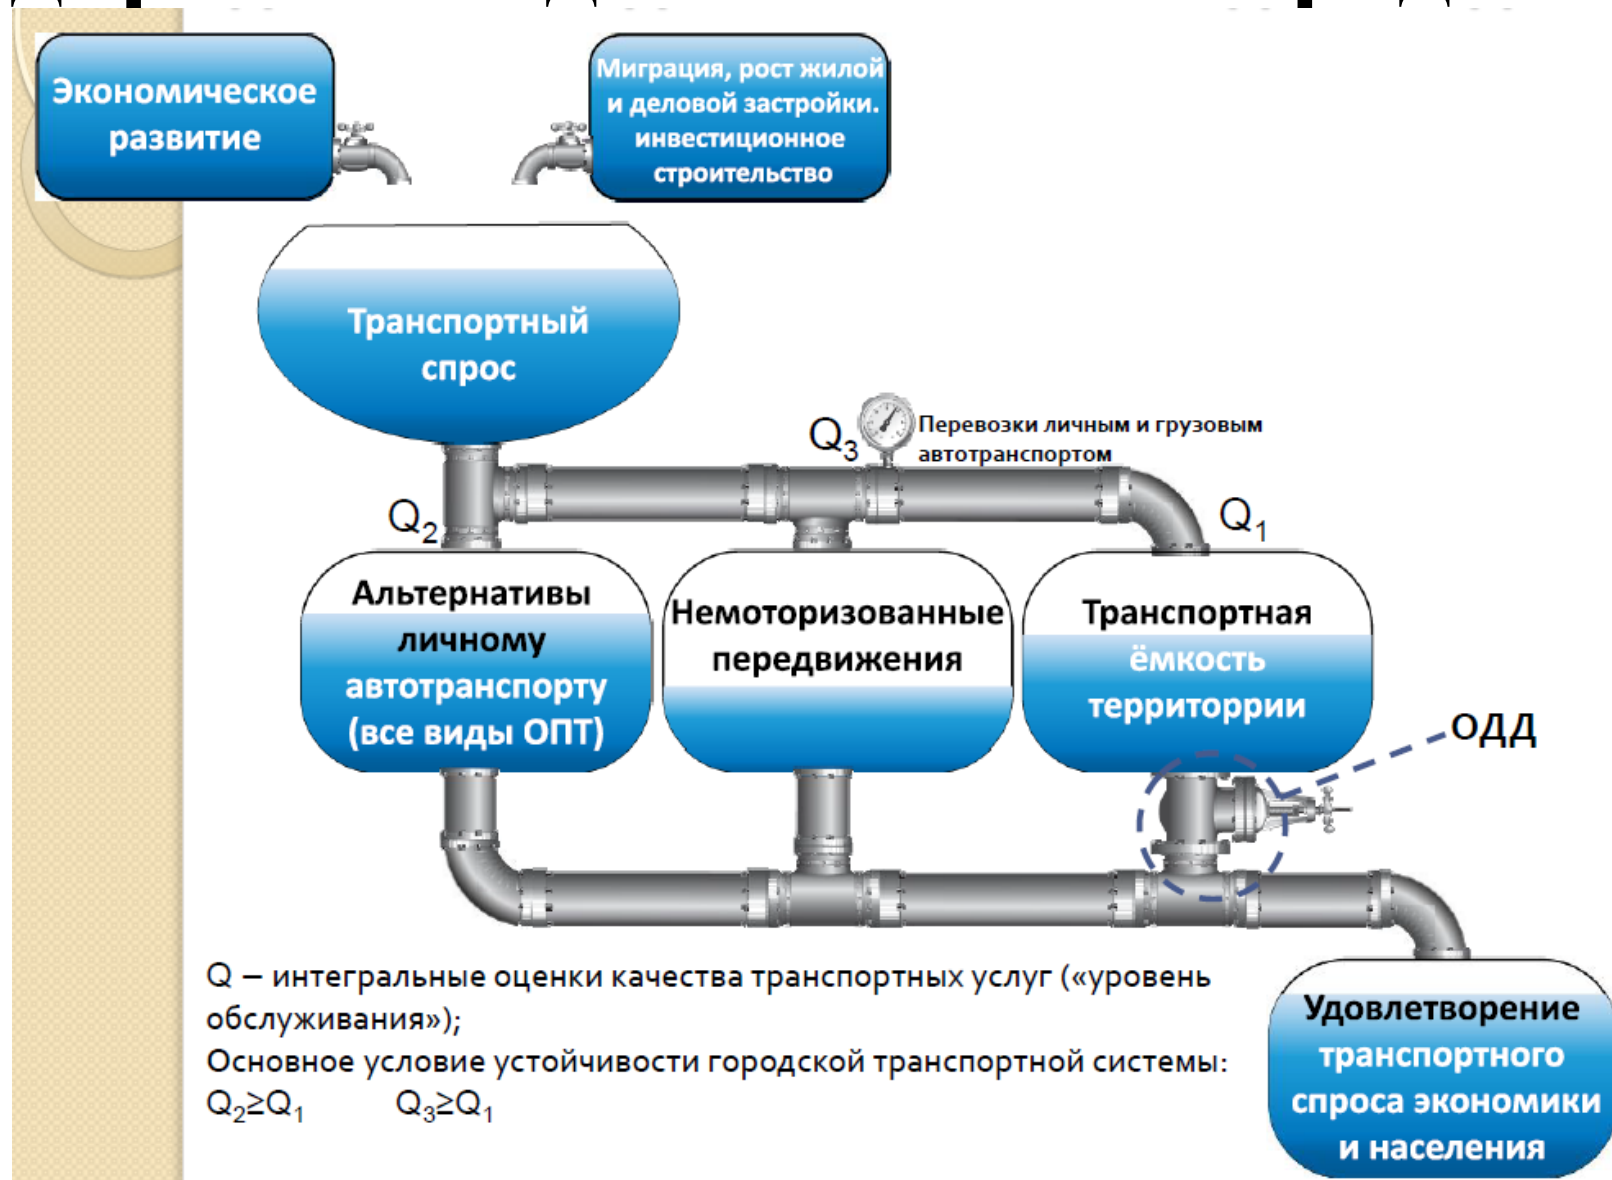 Экономическое
развитие
Миграция, рост жилой
и деловой застройки.
инвестиционное
строительство
Транспортный
спрос
Q3
Перевозки личным и грузовым
автотранспортом
Q2
Q1
Альтернативы
личному
автотранспорту
(все виды ОПТ)
Немоторизованные
передвижения
Транспортная
ёмкость
территоррии
ОДД
Q – интегральные оценки качества транспортных услуг («уровень
обслуживания»);
Основное условие устойчивости городской транспортной системы:
Q2≥Q1 Q3≥Q1
Удовлетворение
транспортного
спроса экономики
и населения